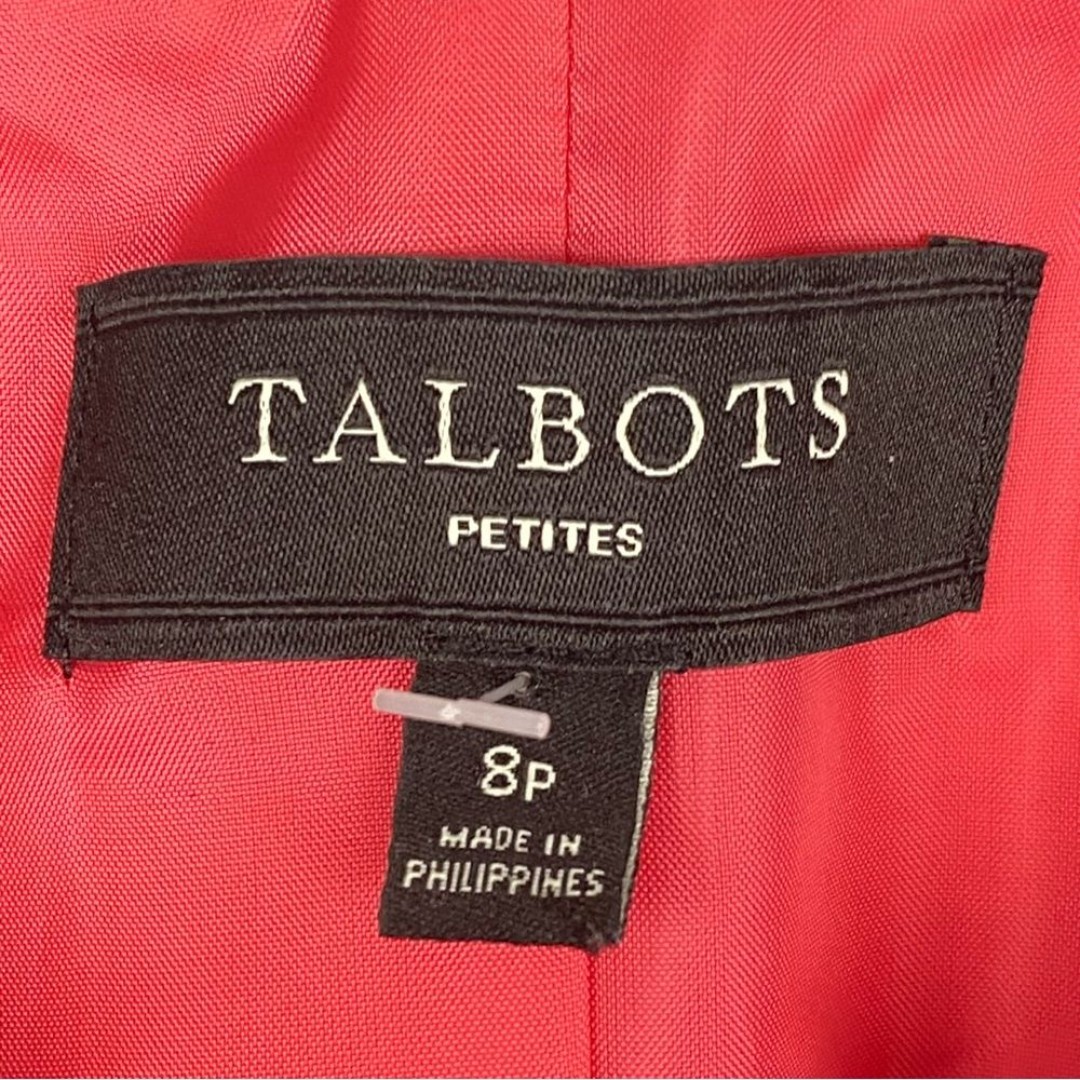 TALBOTS
PETITES
8P
MADE IN
PHILIPPINES